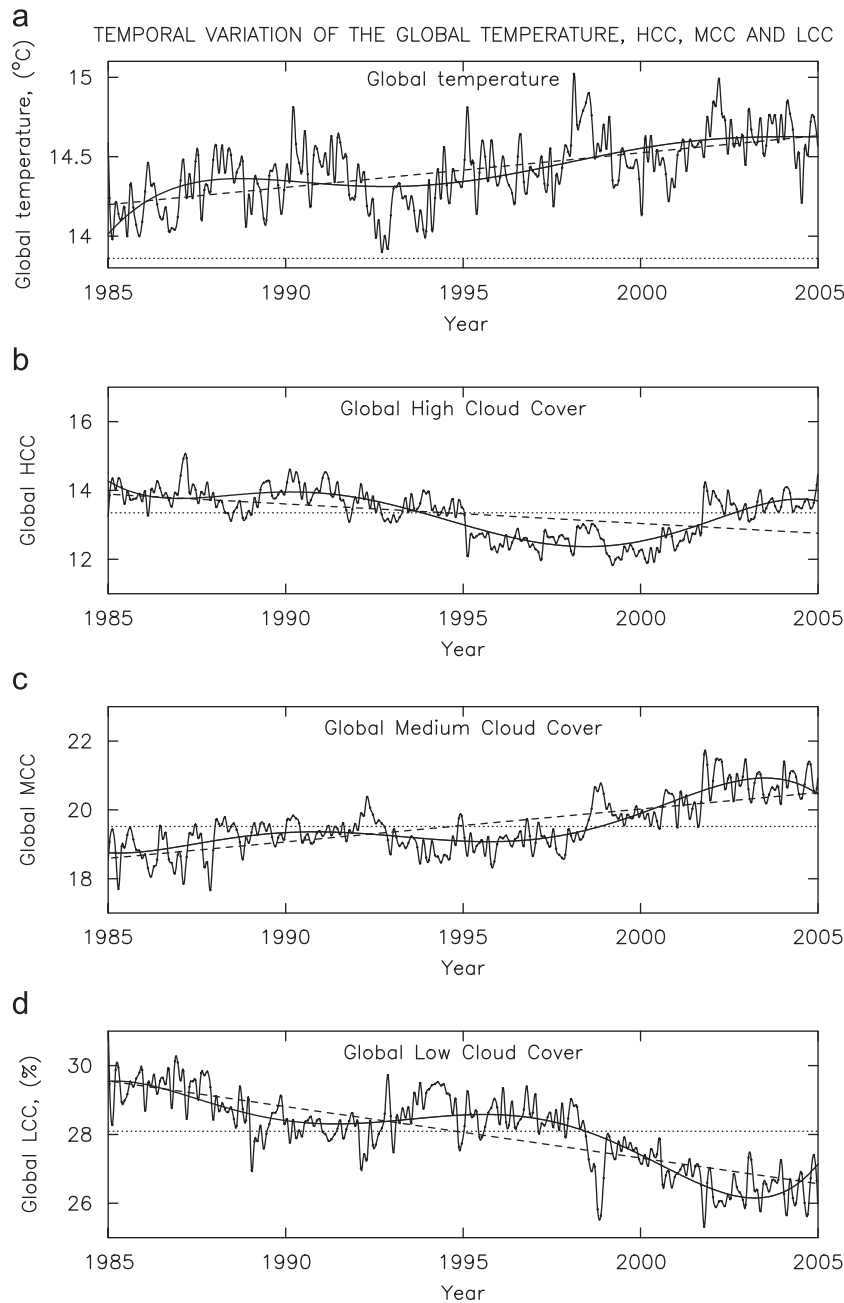 a
TEMPORAL VARIATION OF THE GLOBAL TEMPERATURE, HCC, MCC AND LCC
Global temperature
Global temperature, (°C)
15
14.5
14
1985 1990 1995 2000 2005
Year
b
Global High Cloud Cover
Global HCC
16
14
12
1985 1990 1995 2000 2005
Year
c
Global Medium Cloud Cover
Global MCC
22
20
18
1985 1990 1995 2000 2005
Year
d
Global Low Cloud Cover
Global LCC, (%)
30
28
26
1985 1990 1995 2000 2005
Year